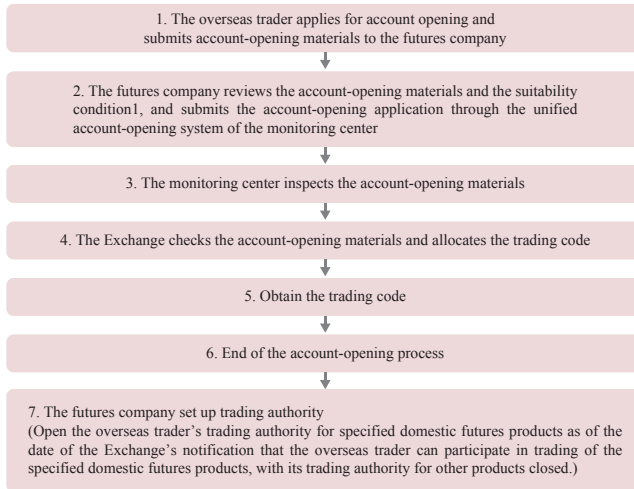 1. The overseas trader applies for account opening and
submits account-opening materials to the futures company
2. The futures company reviews the account-opening materials and the suitability
condition1, and submits the account-opening application through the unified
account-opening system of the monitoring center
3. The monitoring center inspects the account-opening materials
4. The Exchange checks the account-opening materials and allocates the trading code
5. Obtain the trading code
6. End of the account-opening process
7. The futures company set up trading authority
(Open the overseas trader's trading authority for specified domestic futures products as of the
date of the Exchange's notification that the overseas trader can participate in trading of the
specified domestic futures products, with its trading authority for other products closed.)